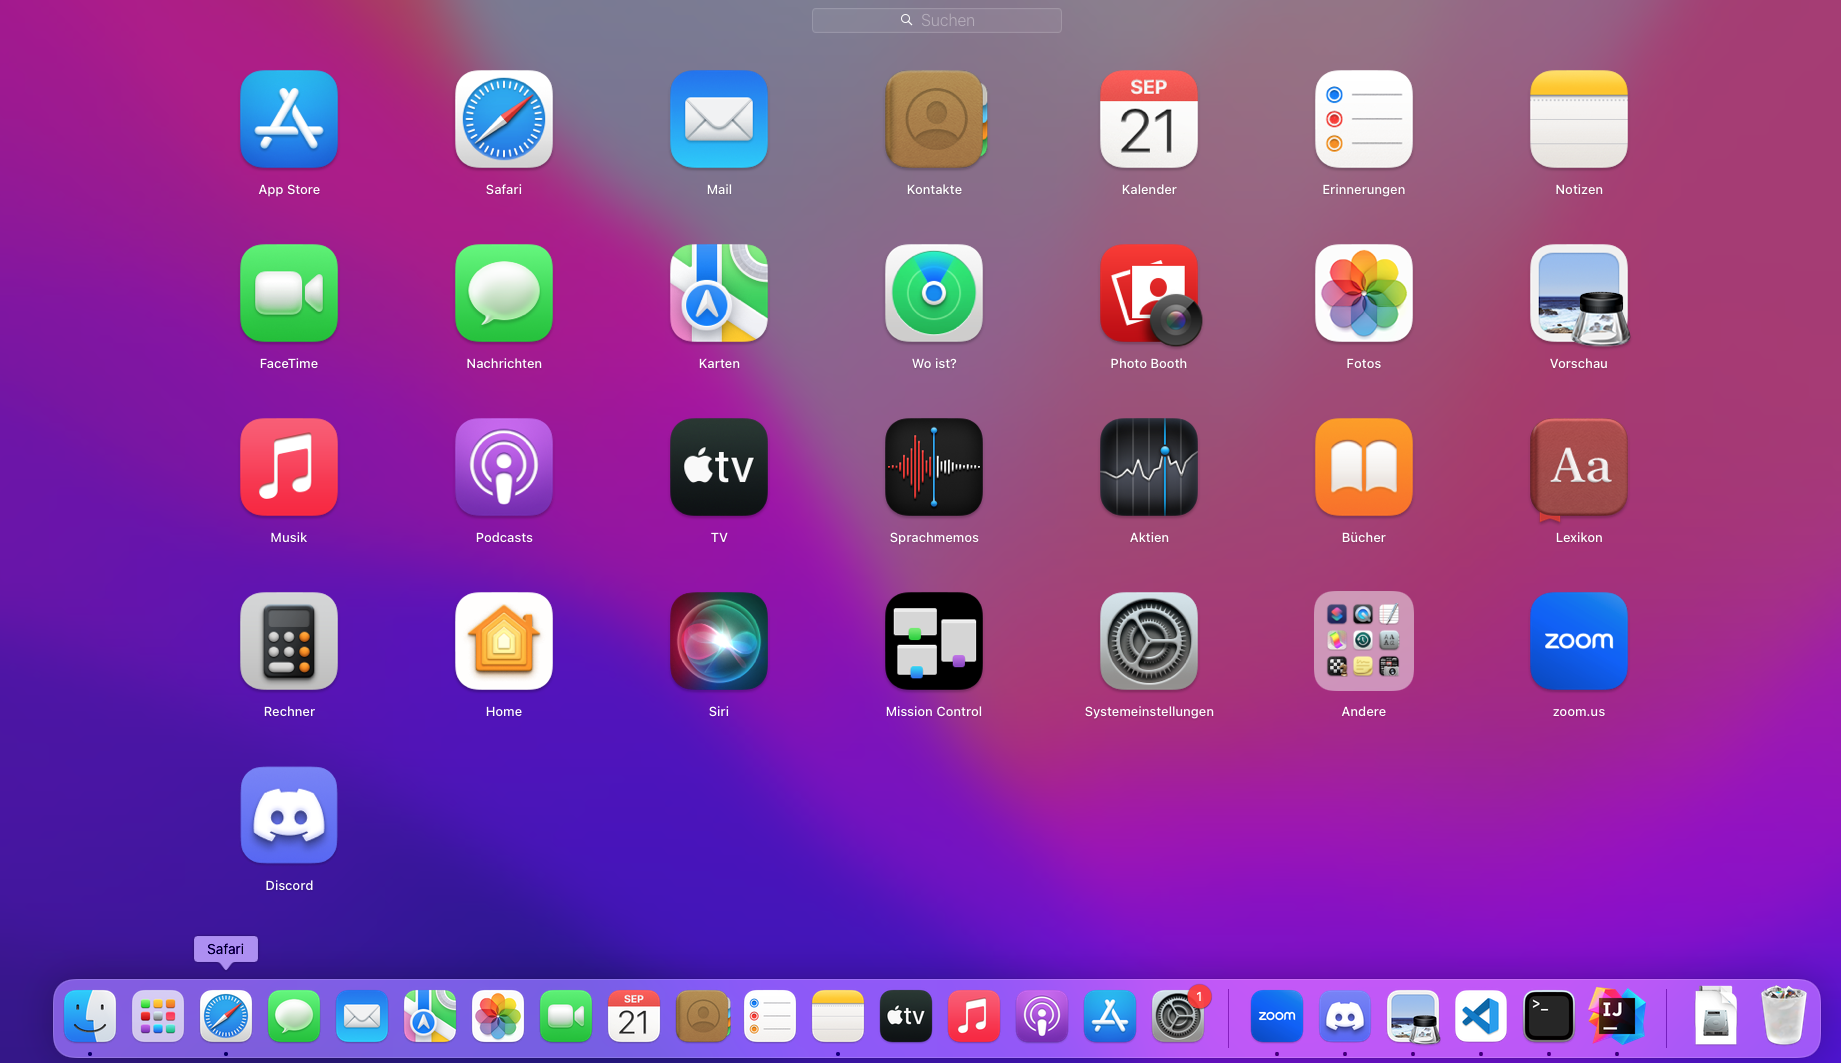 Suchen
SEP
21
App Store
Safari
Mail
Kontakte
Kalender
Erinnerungen
Notizen
FaceTime
Nachrichten
Karten
Wo ist?
Photo Booth
Fotos
Vorschau
tv
Aa
Musik
Podcasts
TV
Sprachmemos
Aktien
Bücher
Lexikon
zoom
Rechner
Home
Siri
Mission Control
Systemeinstellungen
Andere
zoom.us
Discord
Safari
SEP
21
tv
1
zoom
>_
IJ